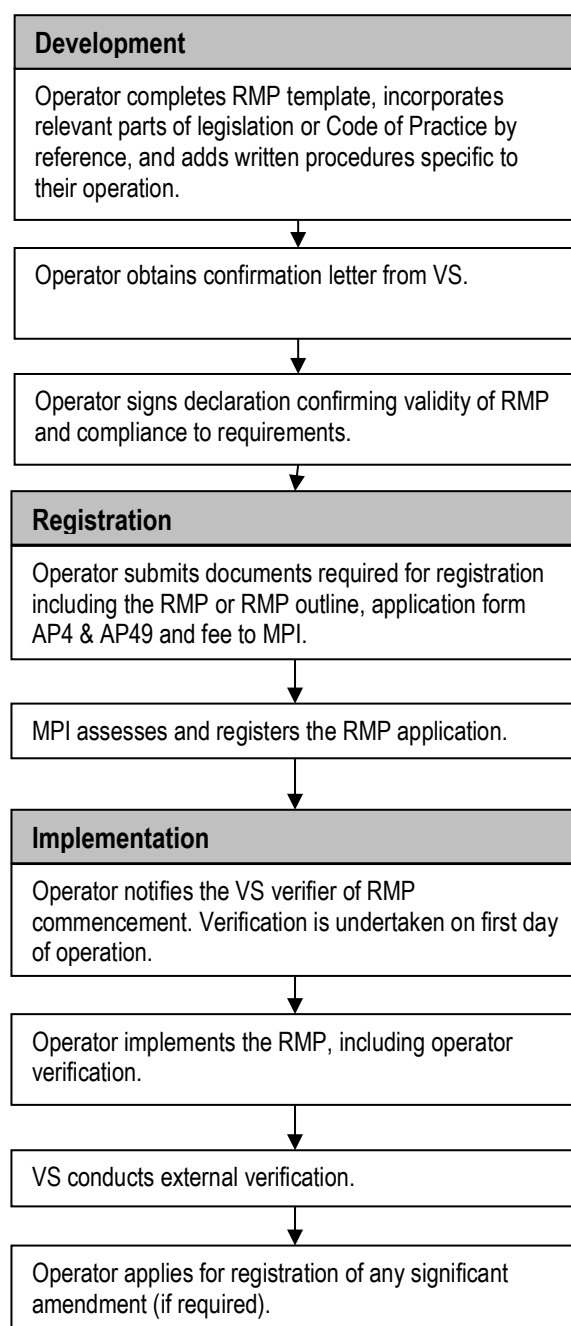 Development
Operator completes RMP template, incorporates
relevant parts of legislation or Code of Practice by
reference, and adds written procedures specific to
their operation.
Operator obtains confirmation letter from VS.
Operator signs declaration confirming validity of RMP
and compliance to requirements.
Registration
Operator submits documents required for registration
including the RMP or RMP outline, application form
AP4 & AP49 and fee to MPI.
MPI assesses and registers the RMP application.
Implementation
Operator notifies the VS verifier of RMP
commencement. Verification is undertaken on first day
of operation.
Operator implements the RMP, including operator
verification.
VS conducts external verification.
Operator applies for registration of any significant
amendment (if required).